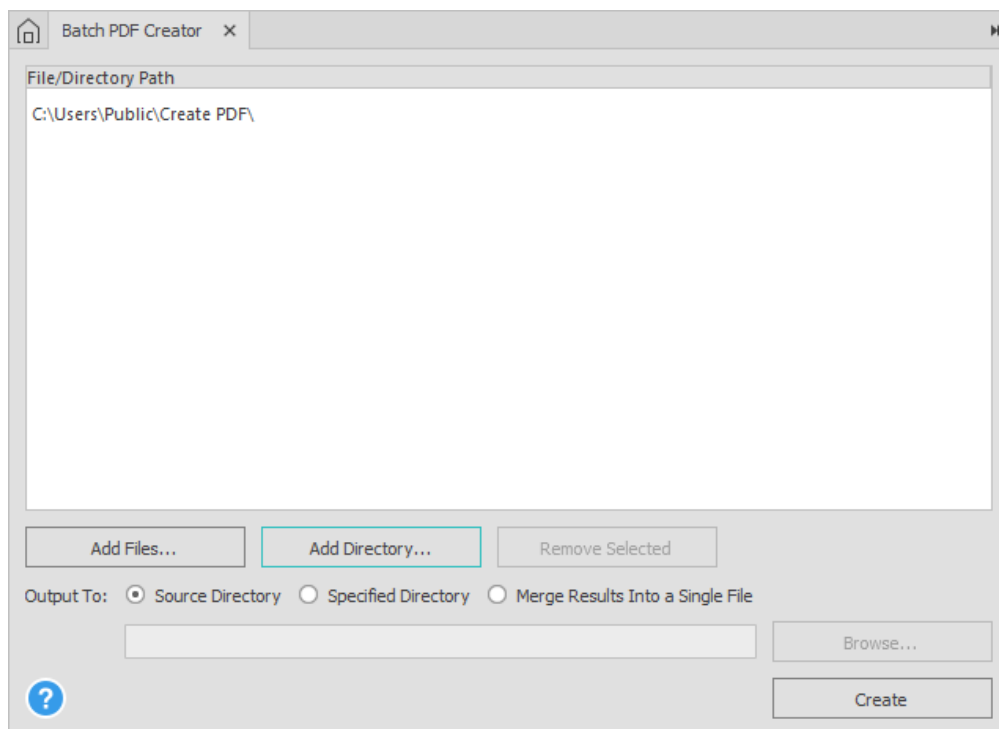 Batch PDF Creator
File/Directory Path
C:\Users\Public\Create PDF\
Add Files... Add Directory... Remove Selected
Output To: Source Directory Specified Directory Merge Results Into a Single File
Browse...
? Create